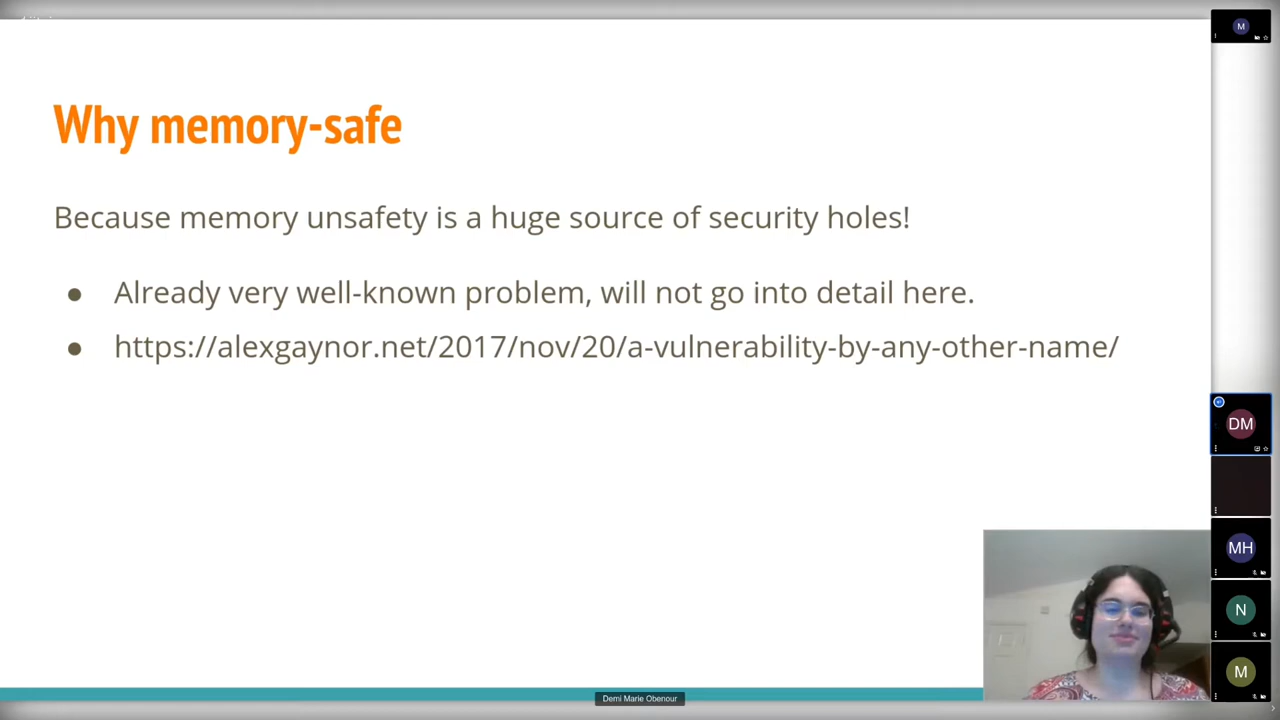 Why memory-safe
Because memory unsafety is a huge source of security holes!
● Already very well-known problem, will not go into detail here.
● https://alexgaynor.net/2017/nov/20/a-vulnerability-by-any-other-name/
M
DM
MH
N
M
Demi Marie Obenour